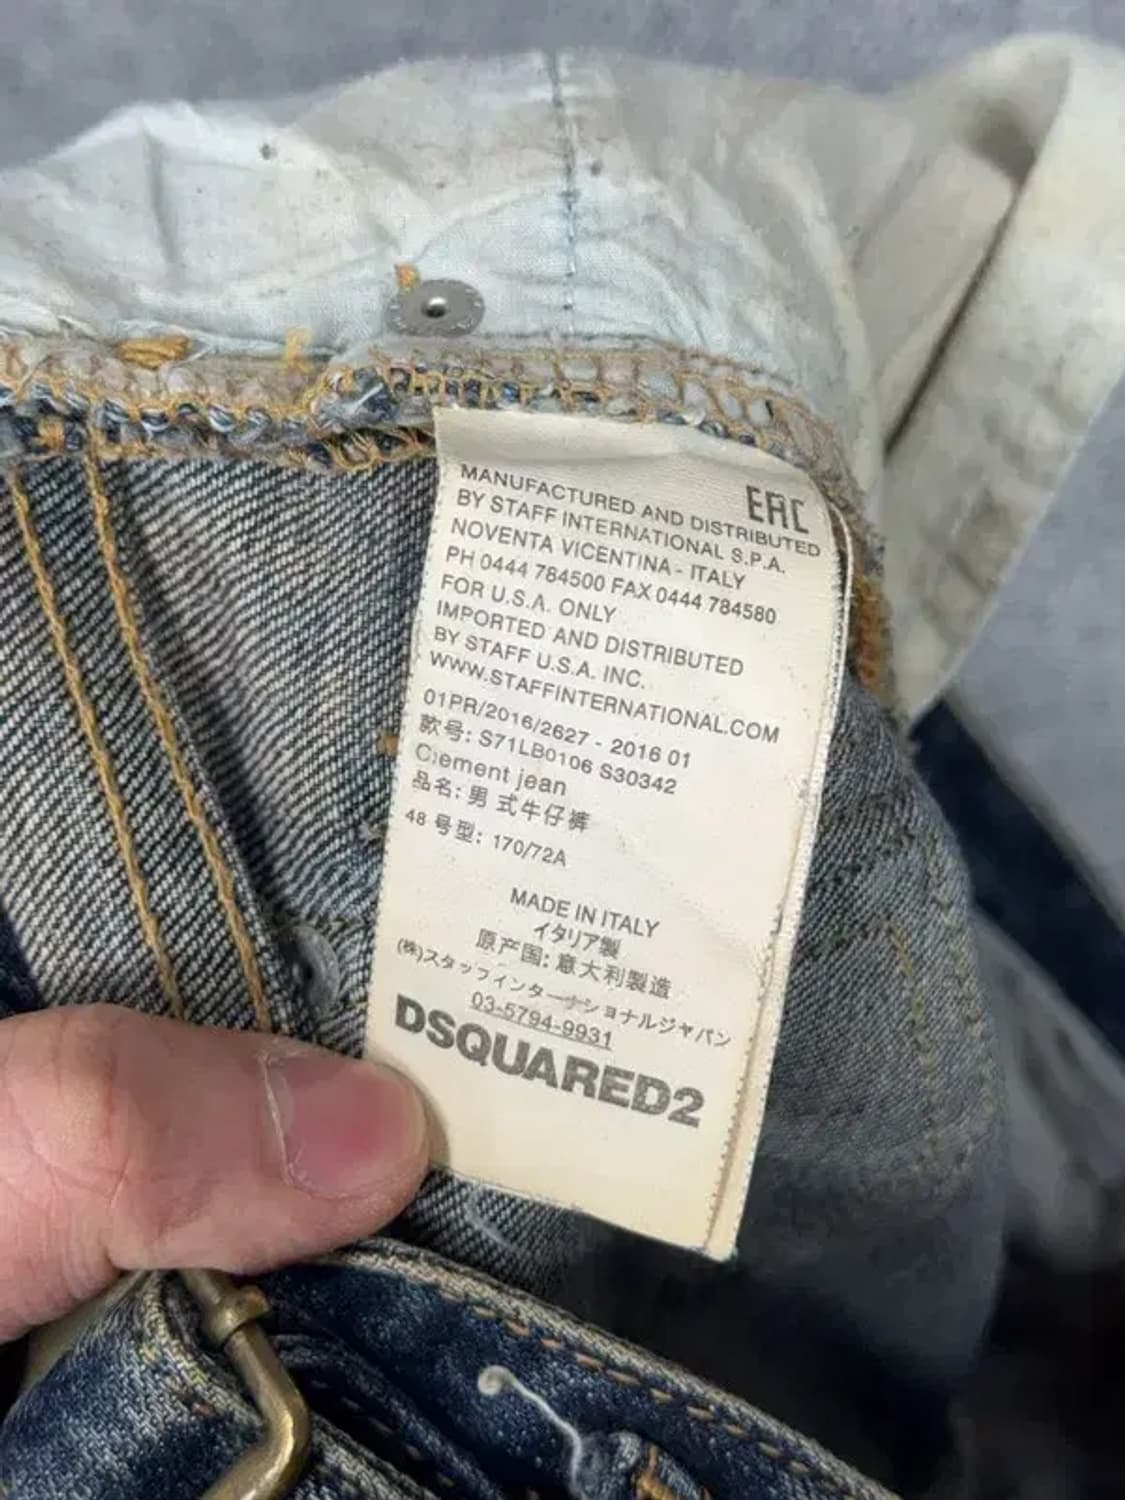 EAC
MANUFACTURED AND DISTRIBUTED
BY STAFF INTERNATIONAL S.P.A.
NOVENTA VICENTINA - ITALY
PH 0444 784500 FAX 0444 784580
FOR U.S.A. ONLY
IMPORTED AND DISTRIBUTED
BY STAFF U.S.A. INC.
WWW.STAFFINTERNATIONAL.COM
01PR/2016/2627 - 2016 01
款号: S71LB0106 S30342
Clement jean
品名: 男 式牛仔裤
48 号型: 170/72A
MADE IN ITALY
イタリア製
原产国: 意大利製造
(株)スタッフインターナショナルジャパン
03-5794-9931
DSQUARED2